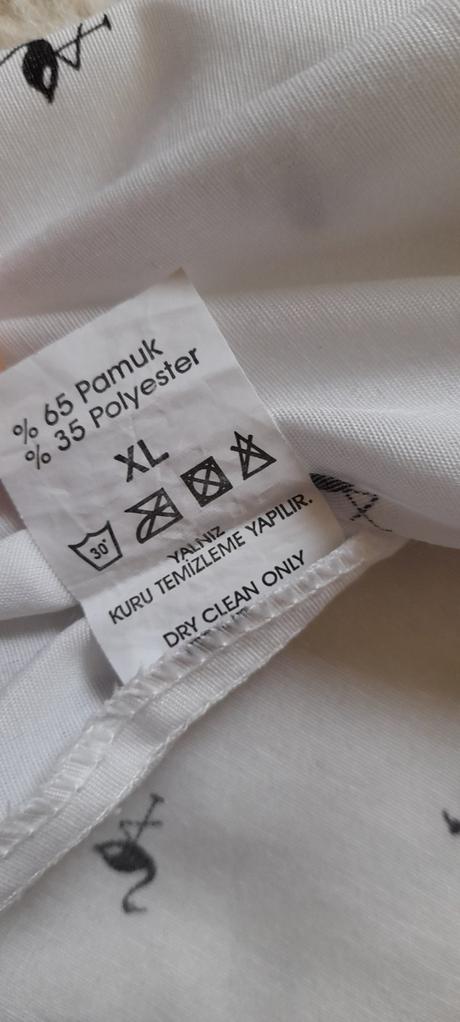 % 65 Pamuk
% 35 Polyester
XL
30°
YALNIZ
KURU TEMİZLEME YAPILIR.
DRY CLEAN ONLY